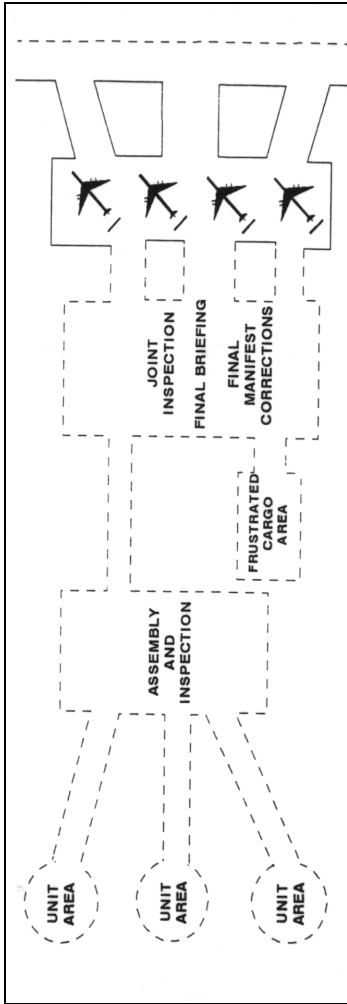 UNIT
AREA
UNIT
AREA
UNIT
AREA
ASSEMBLY
AND
INSPECTION
FRUSTRATED
CARGO
AREA
JOINT
INSPECTION
FINAL BRIEFING
FINAL
MANIFEST
CORRECTIONS